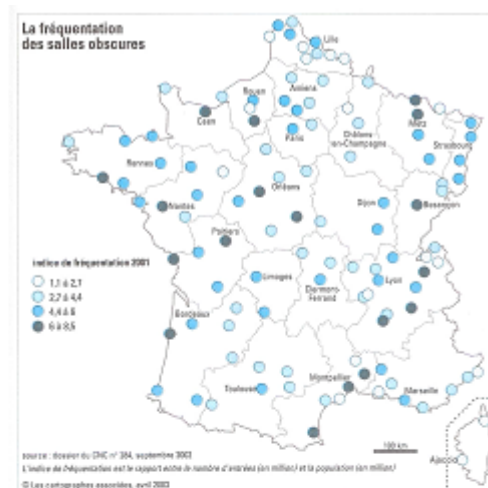 La fréquentation
des salles obscures
Lille
Rouen
Amiens
Caen
Metz
Paris
Châlons
-en-Champagne
Strasbourg
Rennes
Orléans
Dijon
Besançon
Nantes
Poitiers
indice de fréquentation 2001
1,1 à 2,7
2,7 à 4,4
4,4 à 6
6 à 8,5
Limoges
Clermont-
Ferrand
Lyon
Bordeaux
Toulouse
Montpellier
Marseille
100 km
Ajaccio
source : dossier du CNC n° 284, septembre 2002
L'indice de fréquentation est le rapport entre le nombre d'entrées (en million) et la population (en million)
© Les cartographes associées, avril 2003